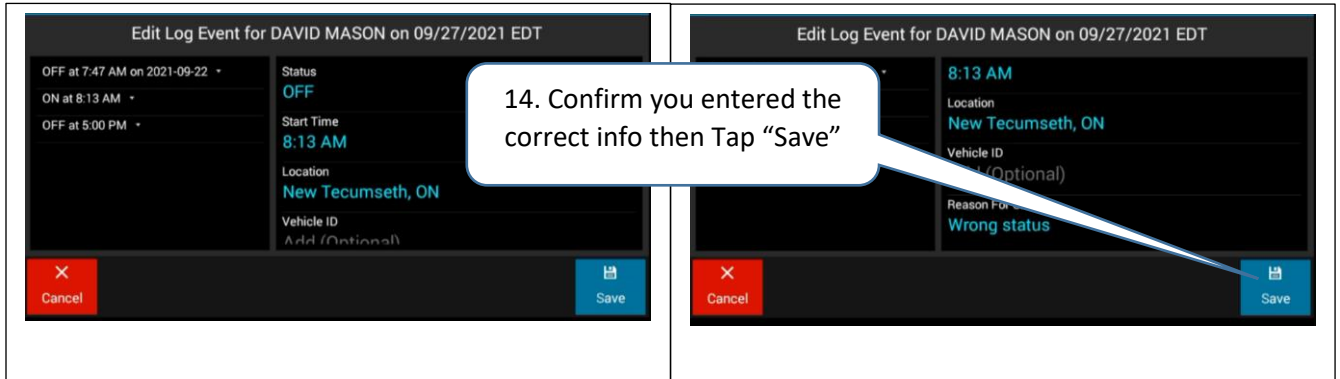 Edit Log Event for DAVID MASON on 09/27/2021 EDT
OFF at 7:47 AM on 2021-09-22
ON at 8:13 AM
OFF at 5:00 PM
Status
OFF
Start Time
8:13 AM
Location
New Tecumseth, ON
Vehicle ID
Add (Optional)
Cancel
Save
Edit Log Event for DAVID MASON on 09/27/2021 EDT
14. Confirm you entered the
correct info then Tap “Save”
8:13 AM
Location
New Tecumseth, ON
Vehicle ID
(Optional)
Reason For
Wrong status
Cancel
Save